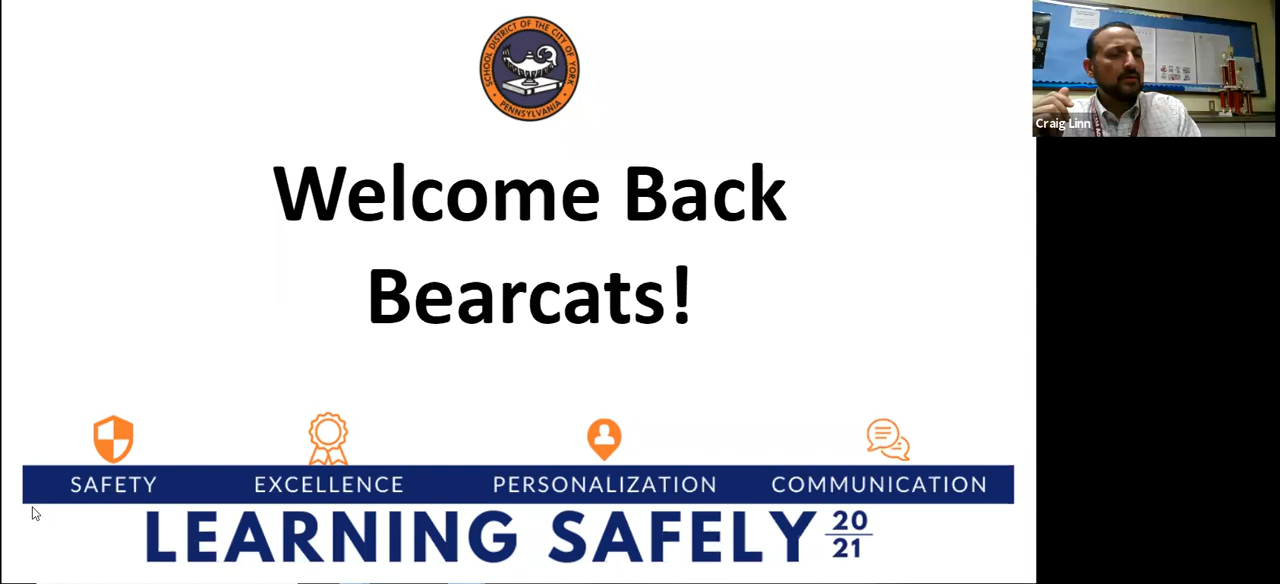 SCHOOL DISTRICT OF THE CITY OF YORK
• PENNSYLVANIA •
Craig Linn
Welcome Back
Bearcats!
SAFETY EXCELLENCE PERSONALIZATION COMMUNICATION
LEARNING SAFELY 20
21